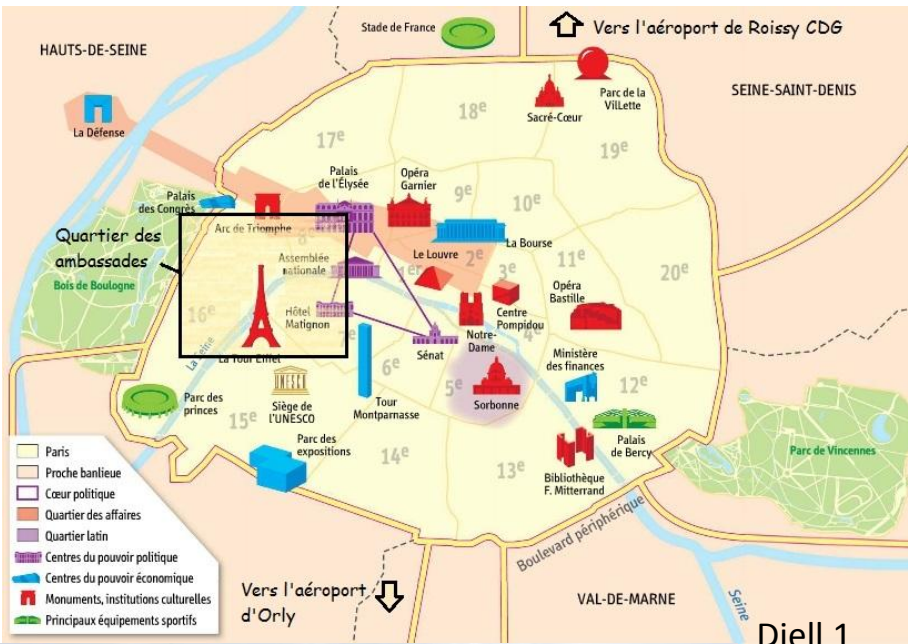 Stade de France
Vers l'aéroport de Roissy CDG
HAUTS-DE-SEINE
SEINE-SAINT-DENIS
Parc de la
VilLette
Sacré-Cœur
18e
19e
17e
La Défense
Palais
de l'Élysée
Opéra
Garnier
9e
10e
Palais
des Congrès
Arc de Triomphe
8e
La Bourse
Quartier des
ambassades
Assemblée
nationale
1er
Le Louvre
2e
3e
11e
20e
Bois de Boulogne
16e
Hôtel
Matignon
7e
Centre
Pompidou
Opéra
Bastille
4e
Notre-
Dame
La Seine
La Tour Eiffel
6e
Sénat
Ministère
des finances
UNESCO
5e
12e
Parc des
princes
15e
Siège de
l'UNESCO
Tour
Montparnasse
Sorbonne
Palais
de Bercy
Parc de Vincennes
Parc des
expositions
14e
13e
Bibliothèque
F. Mitterrand
Boulevard périphérique
Paris
Proche banlieue
Cœur politique
Quartier des affaires
Quartier latin
Centres du pouvoir politique
Centres du pouvoir économique
Monuments, institutions culturelles
Principaux équipements sportifs
Vers l'aéroport
d'Orly
VAL-DE-MARNE
Seine
Diell 1